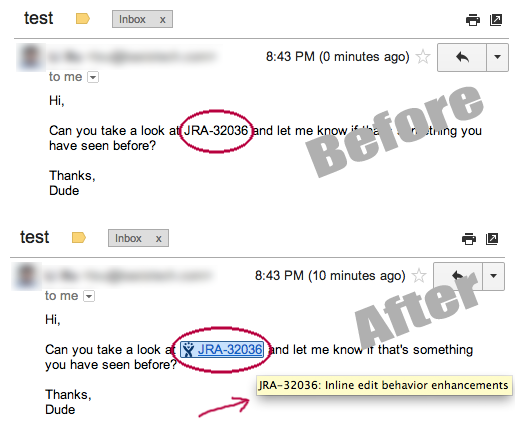 test
Inbox x
8:43 PM (0 minutes ago)
to me
Hi,
Can you take a look at JRA-32036 and let me know if that's something you
have seen before?
Thanks,
Dude
Before
test
Inbox x
8:43 PM (10 minutes ago)
to me
Hi,
Can you take a look at JRA-32036 and let me know if that's something
you have seen before?
JRA-32036: Inline edit behavior enhancements
Thanks,
Dude
After